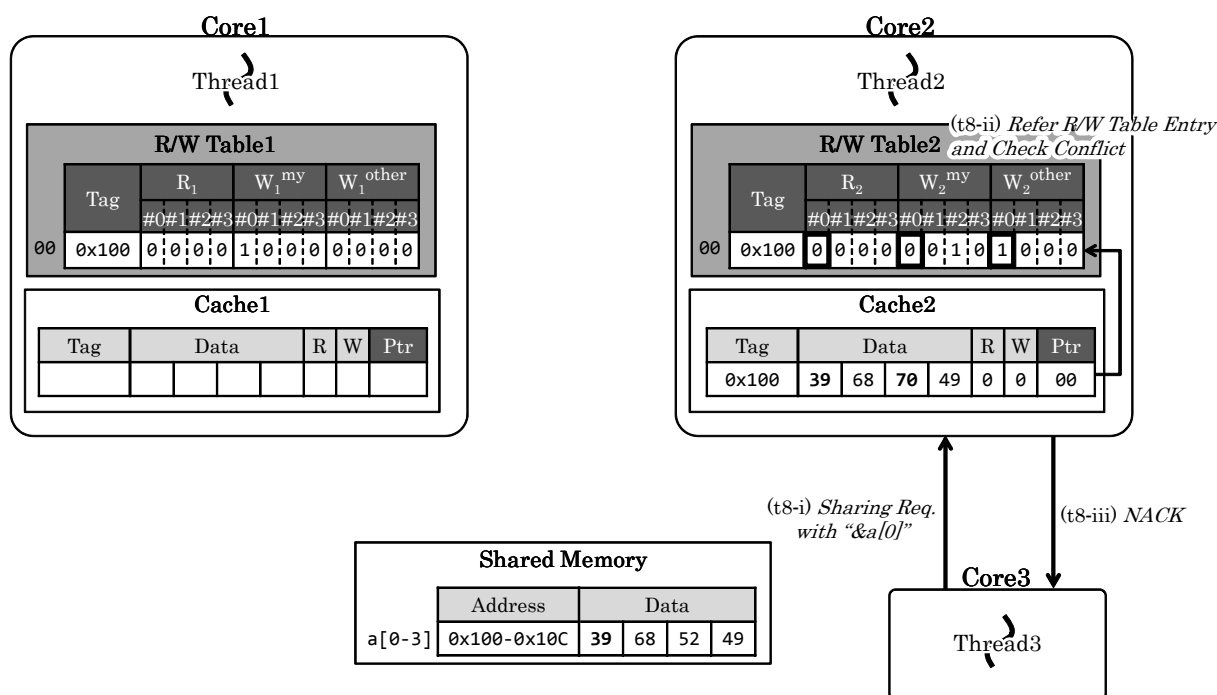 Core1
Thread1
R/W Table1
Tag R₁ W₁ᵐʸ W₁ᵒᵗʰᵉʳ
#0 #1 #2 #3 #0 #1 #2 #3 #0 #1 #2 #3
00 0x100 0 0 0 0 1 0 0 0 0 0 0 0
Cache1
Tag Data R W Ptr
Core2
Thread2
(t8-ii) Refer R/W Table Entry
and Check Conflict
R/W Table2
Tag R₂ W₂ᵐʸ W₂ᵒᵗʰᵉʳ
#0 #1 #2 #3 #0 #1 #2 #3 #0 #1 #2 #3
00 0x100 0 0 0 0 0 0 1 0 1 0 0 0
Cache2
Tag Data R W Ptr
0x100 39 68 70 49 0 0 00
(t8-i) Sharing Req.
with “&a[0]”
(t8-iii) NACK
Shared Memory
Address Data
a[0-3] 0x100-0x10C 39 68 52 49
Core3
Thread3